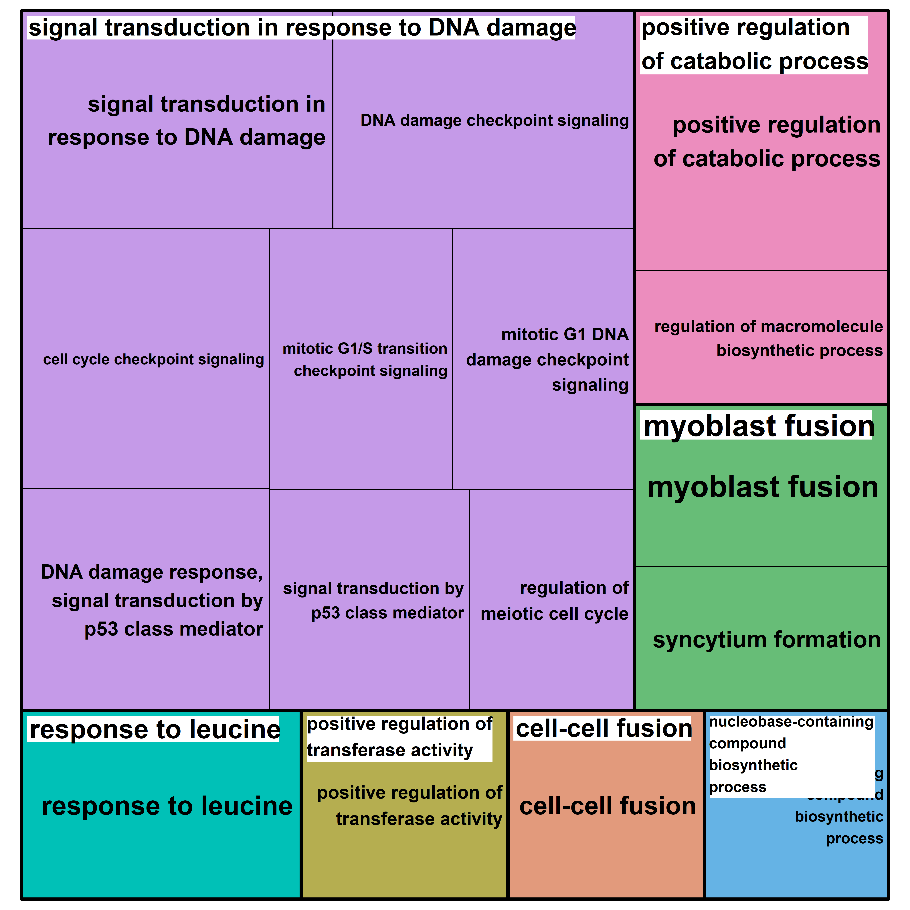 signal transduction in response to DNA damage
signal transduction in
response to DNA damage
DNA damage checkpoint signaling
cell cycle checkpoint signaling
mitotic G1/S transition
checkpoint signaling
mitotic G1 DNA
damage checkpoint
signaling
DNA damage response,
signal transduction by
p53 class mediator
signal transduction by
p53 class mediator
regulation of
meiotic cell cycle
positive regulation
of catabolic process
positive regulation
of catabolic process
regulation of macromolecule
biosynthetic process
myoblast fusion
myoblast fusion
syncytium formation
response to leucine
response to leucine
positive regulation of
transferase activity
positive regulation of
transferase activity
cell-cell fusion
cell-cell fusion
nucleobase-containing
compound
biosynthetic
process
compound
biosynthetic
process